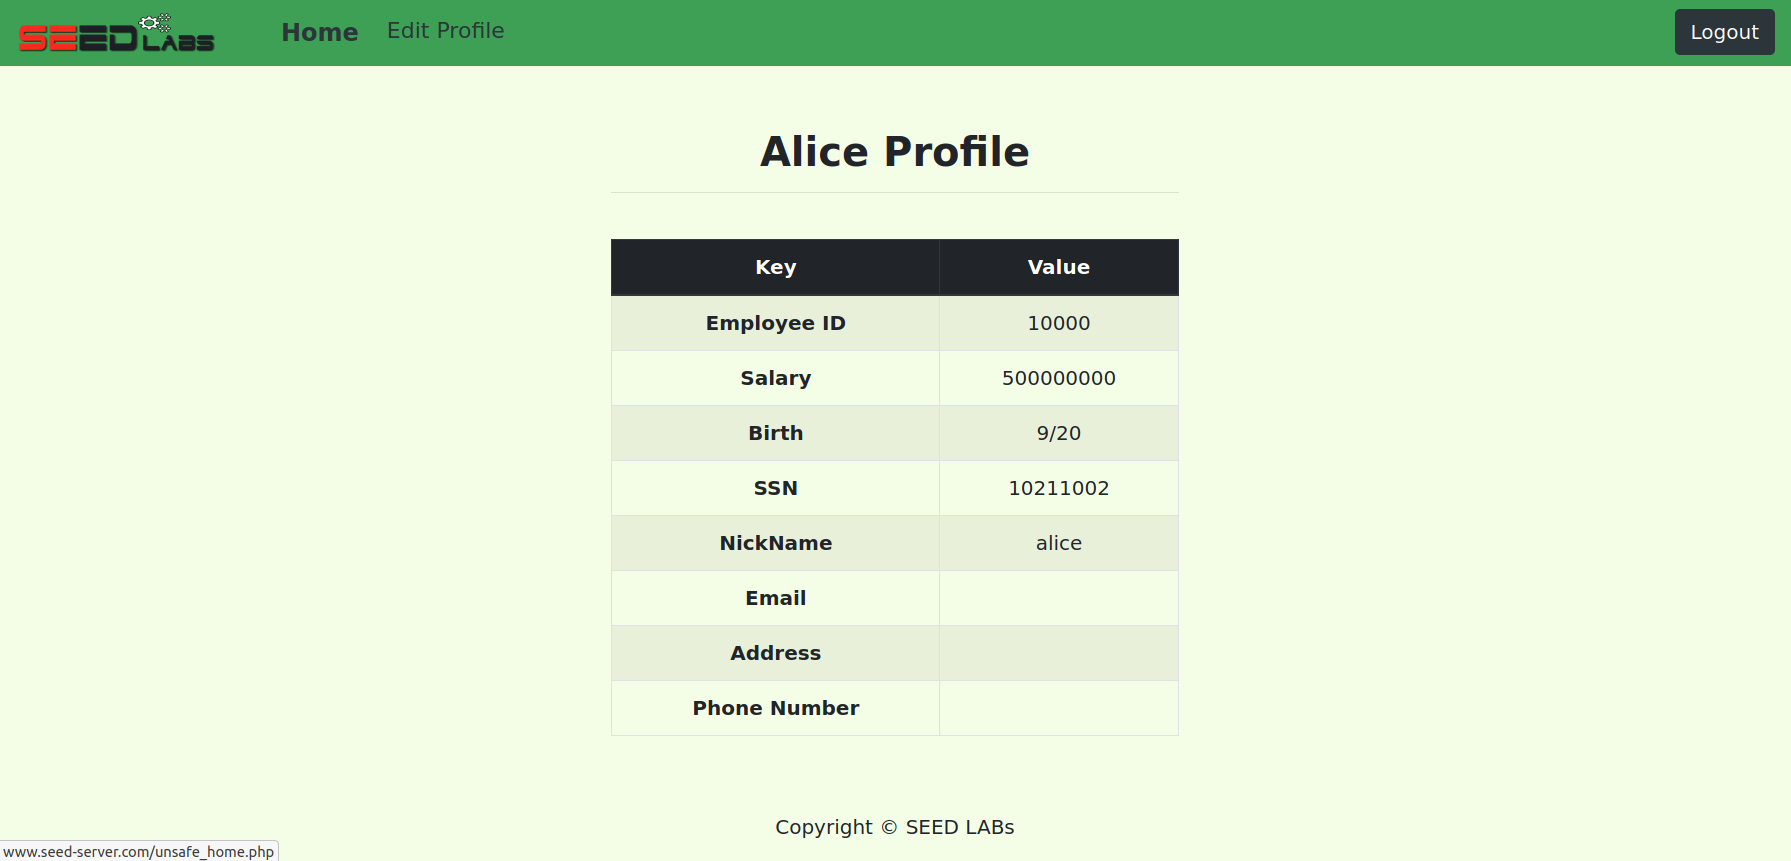 SEED LABS Home Edit Profile Logout
Alice Profile
Key Value
Employee ID 10000
Salary 500000000
Birth 9/20
SSN 10211002
NickName alice
Email
Address
Phone Number
Copyright © SEED LABs
www.seed-server.com/unsafe_home.php